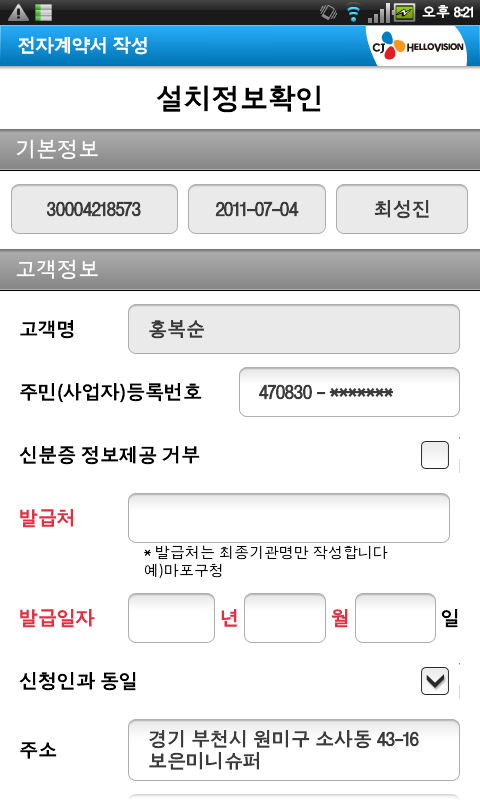 오후 8:21
전자계약서 작성
CJ HELLOVISION
설치정보확인
기본정보
30004218573 2011-07-04 최성진
고객정보
고객명 홍복순
주민(사업자)등록번호 470830 - *******
신분증 정보제공 거부
발급처
* 발급처는 최종기관명만 작성합니다
예)마포구청
발급일자 년 월 일
신청인과 동일
주소 경기 부천시 원미구 소사동 43-16
보은미니슈퍼